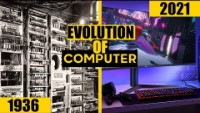 2021
EVOLUTION
OF
COMPUTER
1936